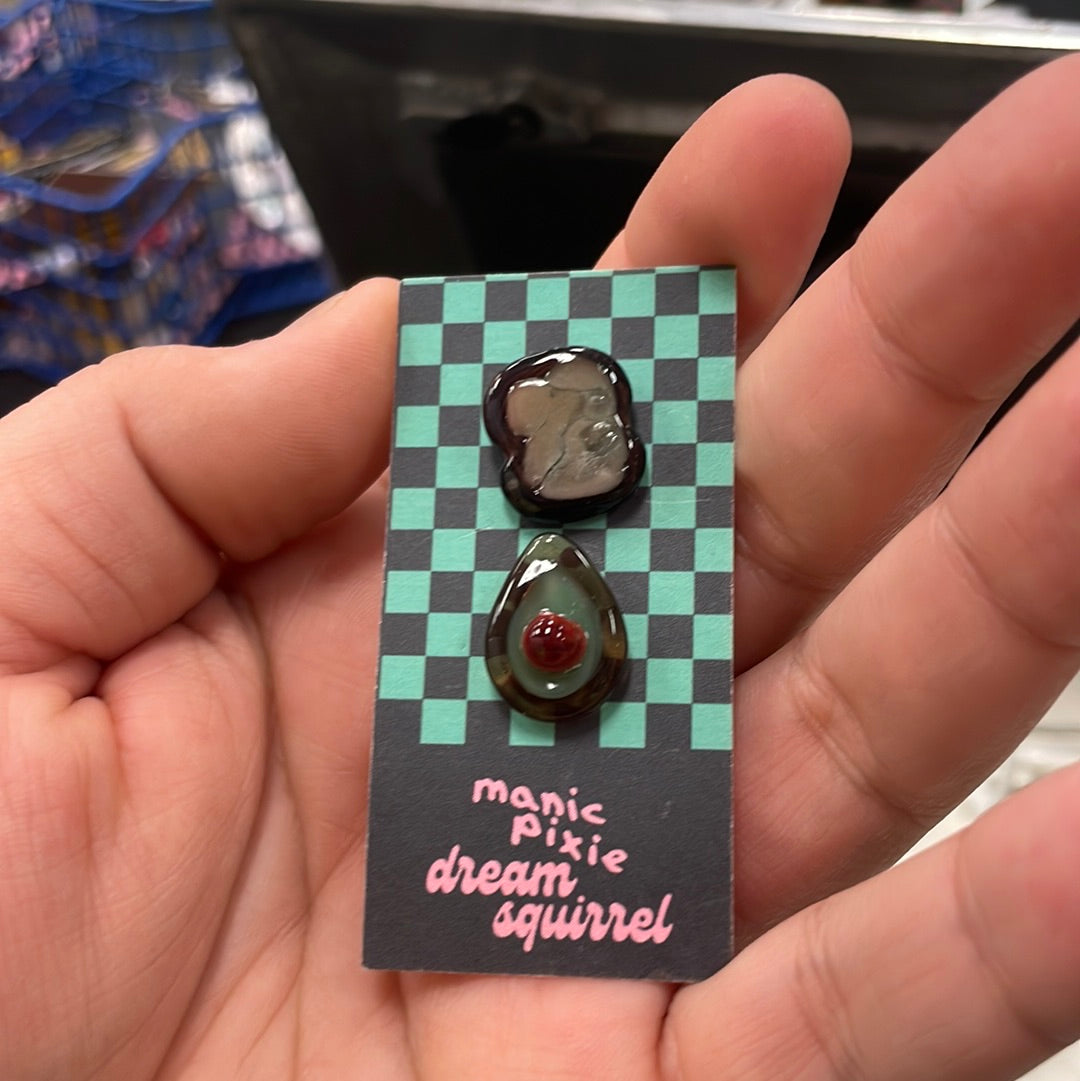 manic
pixie
dream
squirrel